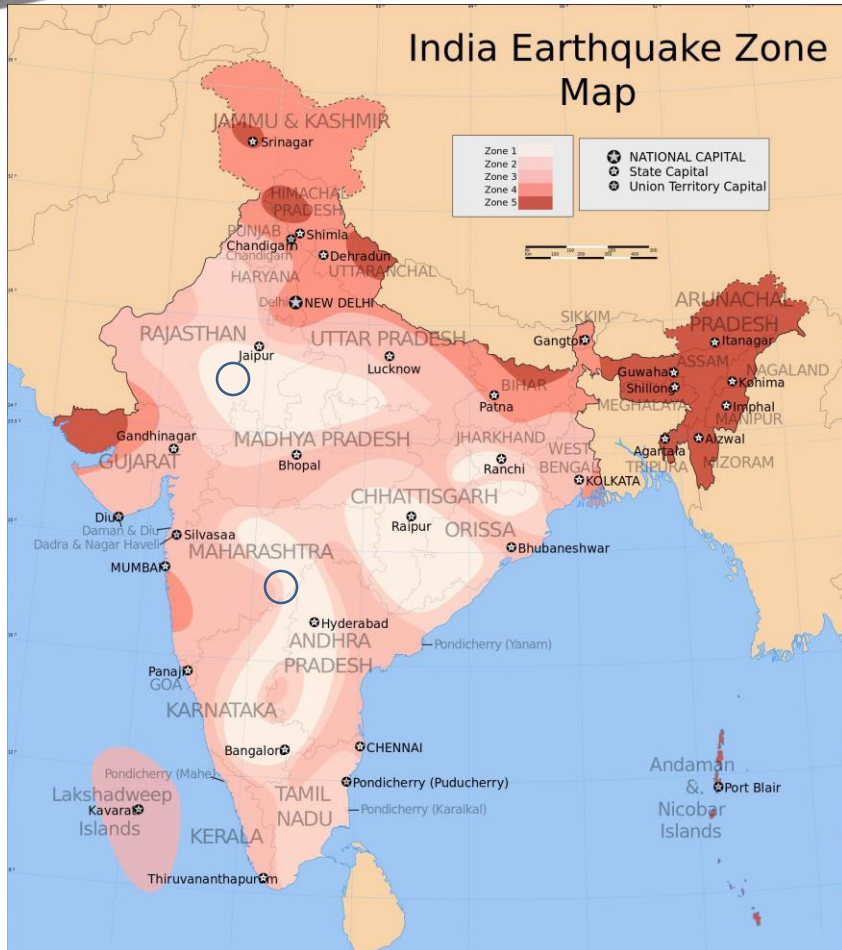 India Earthquake Zone
Map
Zone 1
Zone 2
Zone 3
Zone 4
Zone 5
NATIONAL CAPITAL
State Capital
Union Territory Capital
JAMMU & KASHMIR
Srinagar
HIMACHAL
PRADESH
PUNJAB
Shimla
Chandigarh
Chandigarh
Dehradun
UTTARANCHAL
HARYANA
Delhi
NEW DELHI
RAJASTHAN
Jaipur
UTTAR PRADESH
Lucknow
SIKKIM
Gangtok
ARUNACHAL
PRADESH
Itanagar
ASSAM
Guwaha
NAGALAND
Kohima
Shillong
MEGHALAYA
Imphal
MANIPUR
BIHAR
Patna
Agartala
TRIPURA
Aizwal
MIZORAM
Gandhinagar
GUJARAT
MADHYA PRADESH
Bhopal
JHARKHAND
Ranchi
WEST
BENGAL
KOLKATA
CHHATTISGARH
Raipur
ORISSA
Bhubaneshwar
Diu
Daman & Diu
Dadra & Nagar Haveli
Silvasaa
MAHARASHTRA
MUMBAI
Hyderabad
ANDHRA
PRADESH
Pondicherry (Yanam)
Panaji
GOA
KARNATAKA
Bangalore
CHENNAI
Pondicherry (Mahe)
Pondicherry (Puducherry)
Lakshadweep
Islands
Kavarati
TAMIL
NADU
Pondicherry (Karaikal)
KERALA
Thiruvananthapuram
Andaman
&
Nicobar
Islands
Port Blair